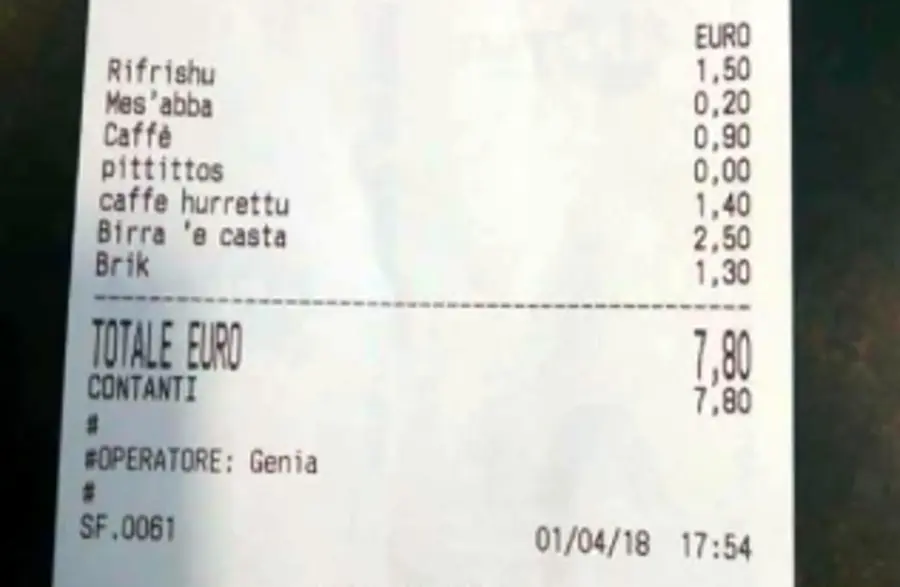 EURO
Rifrishu 1,50
Mes'abba 0,20
Caffè 0,90
pittittos 0,00
caffe hurrettu 1,40
Birra 'e casta 2,50
Brik 1,30
TOTALE EURO 7,80
CONTANTI 7,80
#
#OPERATORE: Genia
#
SF.0061 01/04/18 17:54